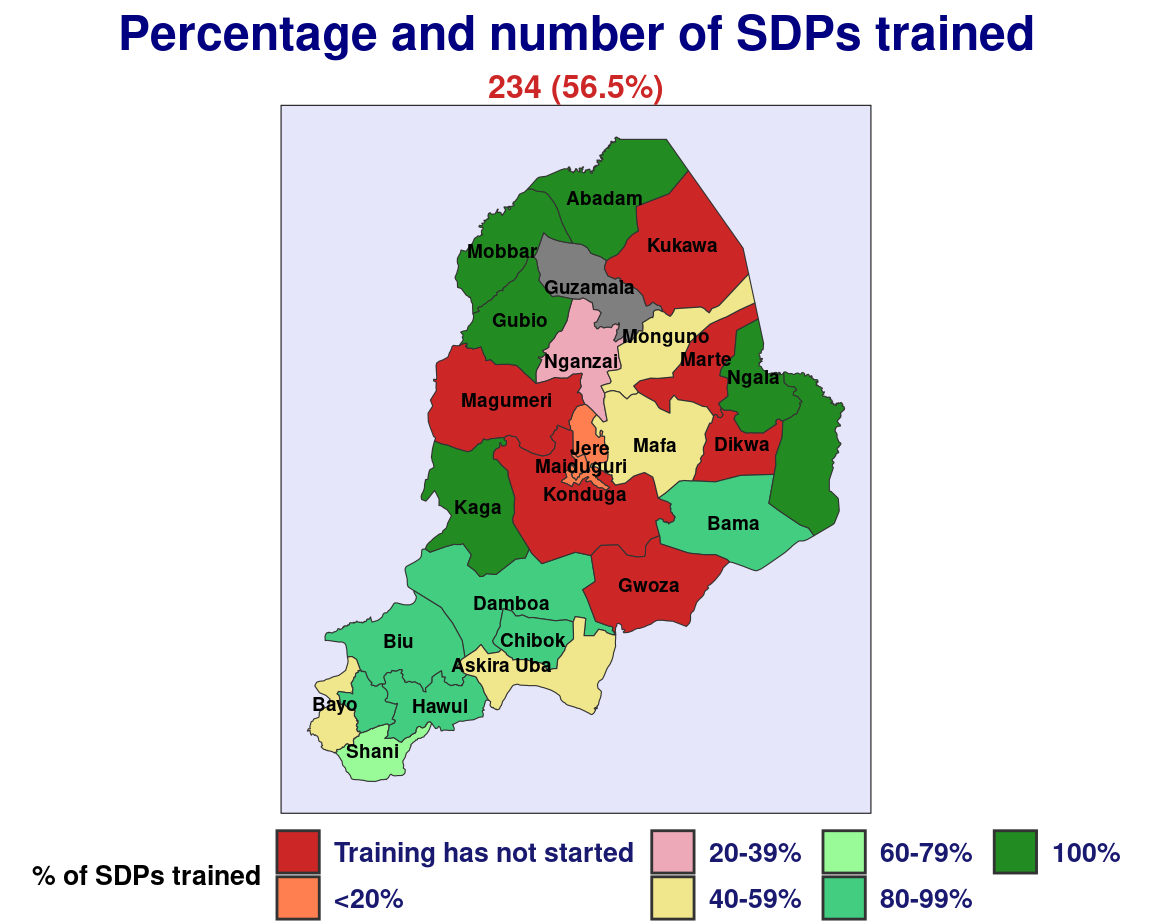 Percentage and number of SDPs trained
234 (56.5%)
Abadam
Kukawa
Mobbar
Guzamala
Gubio
Monguno
Nganzai
Marte
Ngala
Magumeri
Jere
Mafa
Dikwa
Maiduguri
Konduga
Kaga
Bama
Gwoza
Damboa
Biu
Chibok
Askira Uba
Bayo
Hawul
Shani
% of SDPs trained
Training has not started
<20%
20-39%
40-59%
60-79%
80-99%
100%